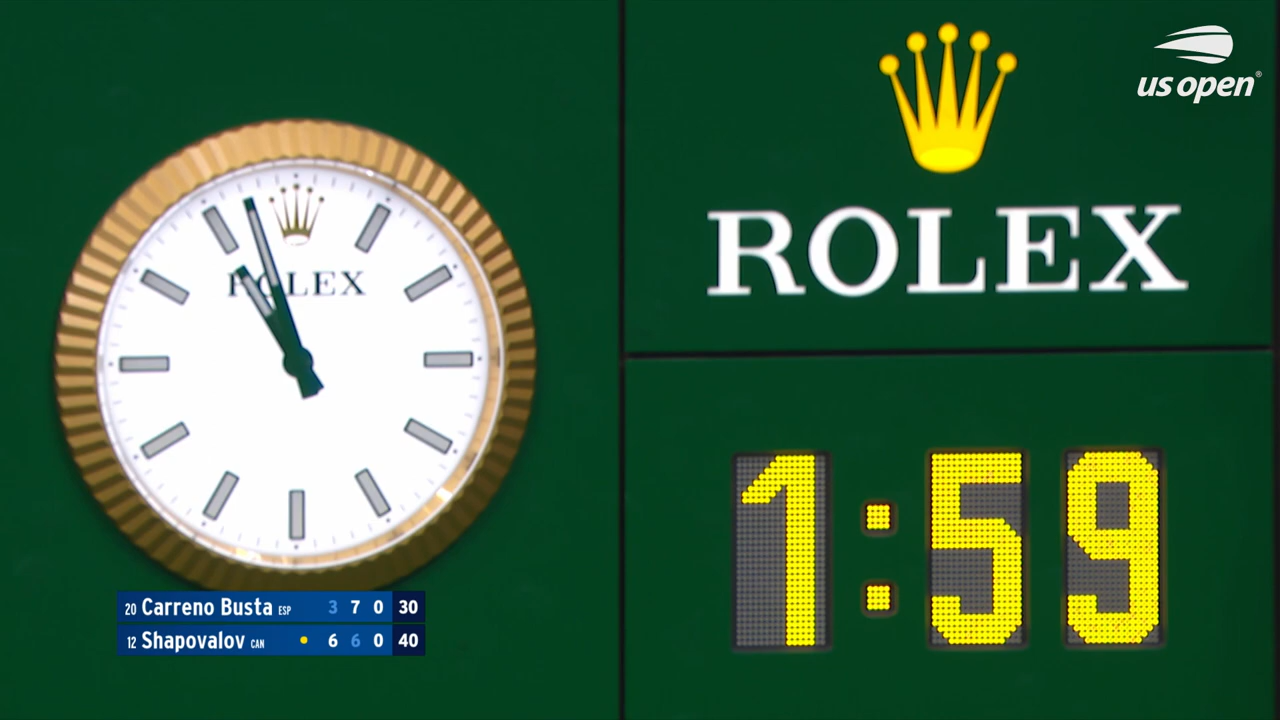 us open®
ROLEX
ROLEX
1:59
20 Carreno Busta ESP 3 7 0 30
12 Shapovalov CAN 6 6 0 40